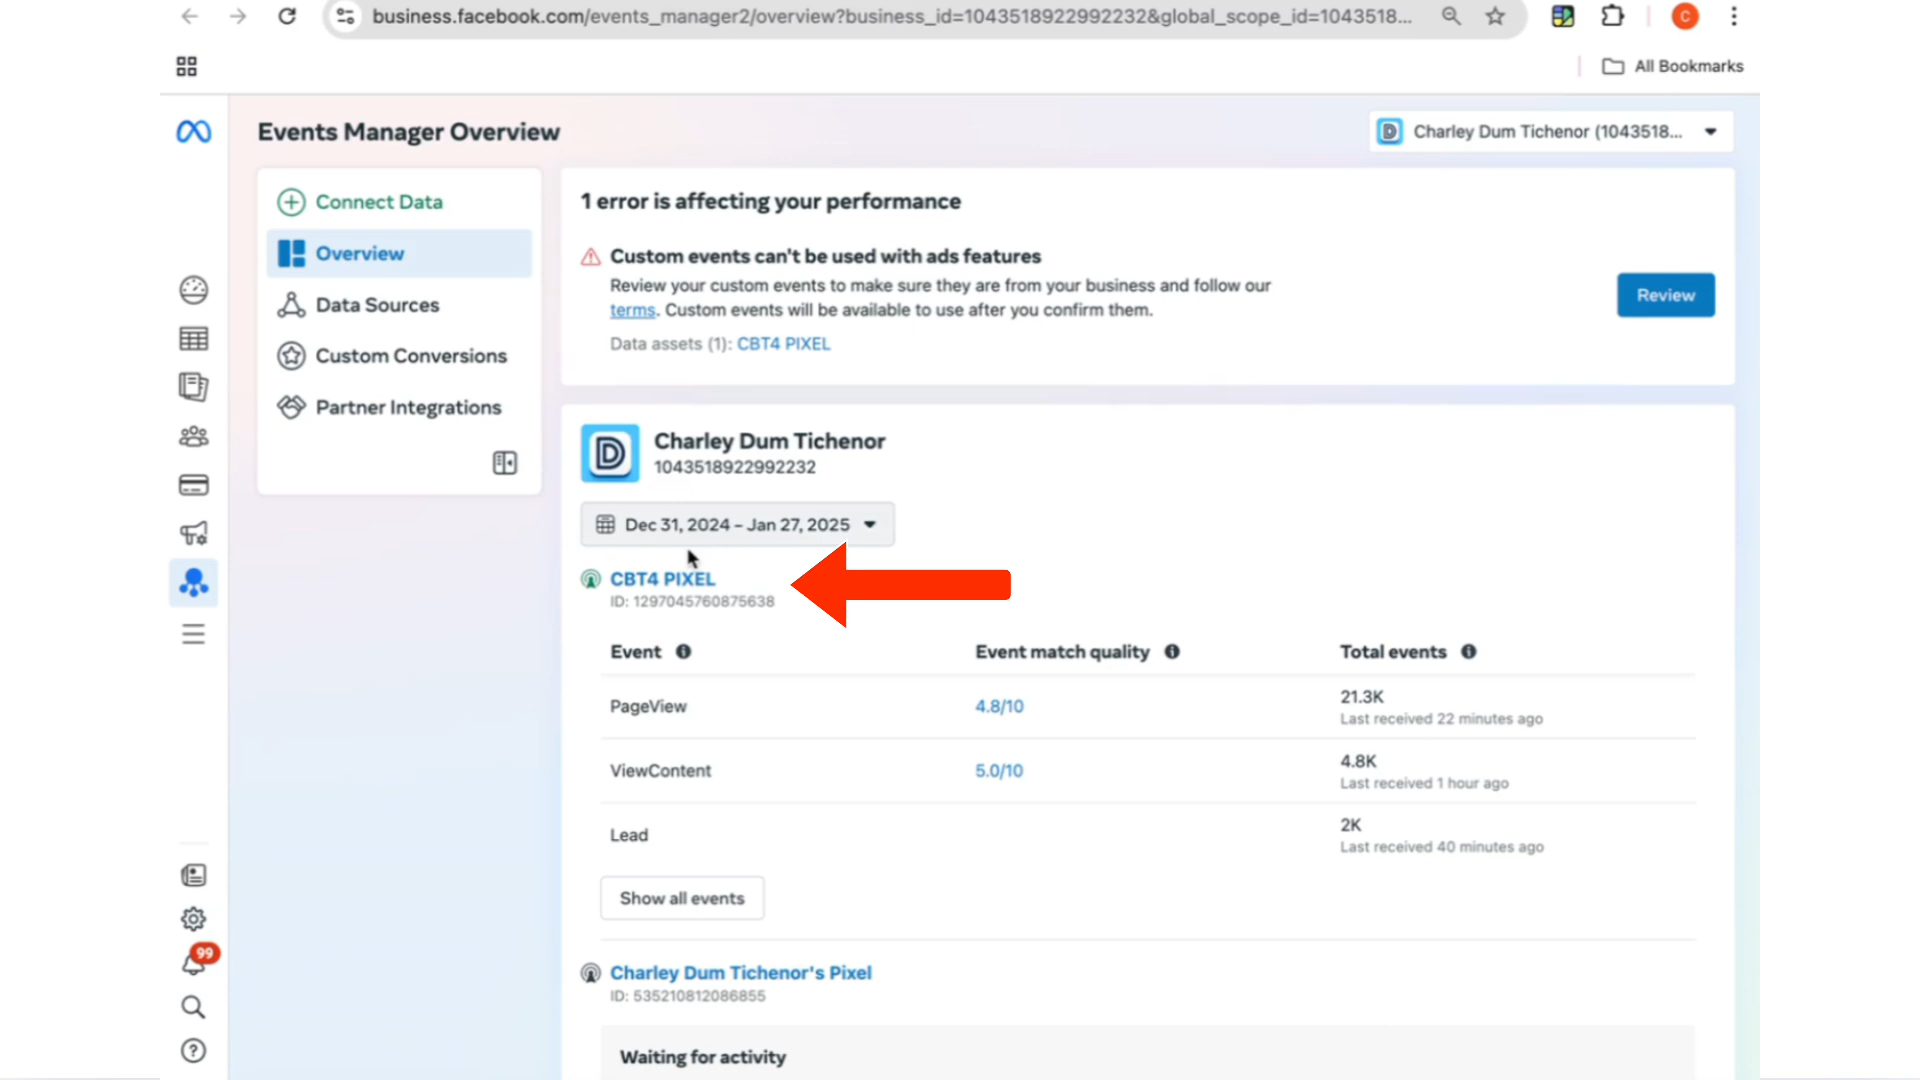 business.facebook.com/events_manager2/overview?business_id=1043518922992232&global_scope_id=1043518...
C
All Bookmarks
Events Manager Overview
D Charley Dum Tichenor (1043518...
Connect Data
Overview
Data Sources
Custom Conversions
Partner Integrations
1 error is affecting your performance
Custom events can't be used with ads features
Review your custom events to make sure they are from your business and follow our
terms. Custom events will be available to use after you confirm them.
Data assets (1): CBT4 PIXEL
Review
D
Charley Dum Tichenor
1043518922992232
Dec 31, 2024 – Jan 27, 2025
CBT4 PIXEL
ID: 1297045760875638
Event Event match quality Total events
PageView 4.8/10 21.3K
Last received 22 minutes ago
ViewContent 5.0/10 4.8K
Last received 1 hour ago
Lead 2K
Last received 40 minutes ago
Show all events
Charley Dum Tichenor's Pixel
ID: 535210812086855
Waiting for activity
99